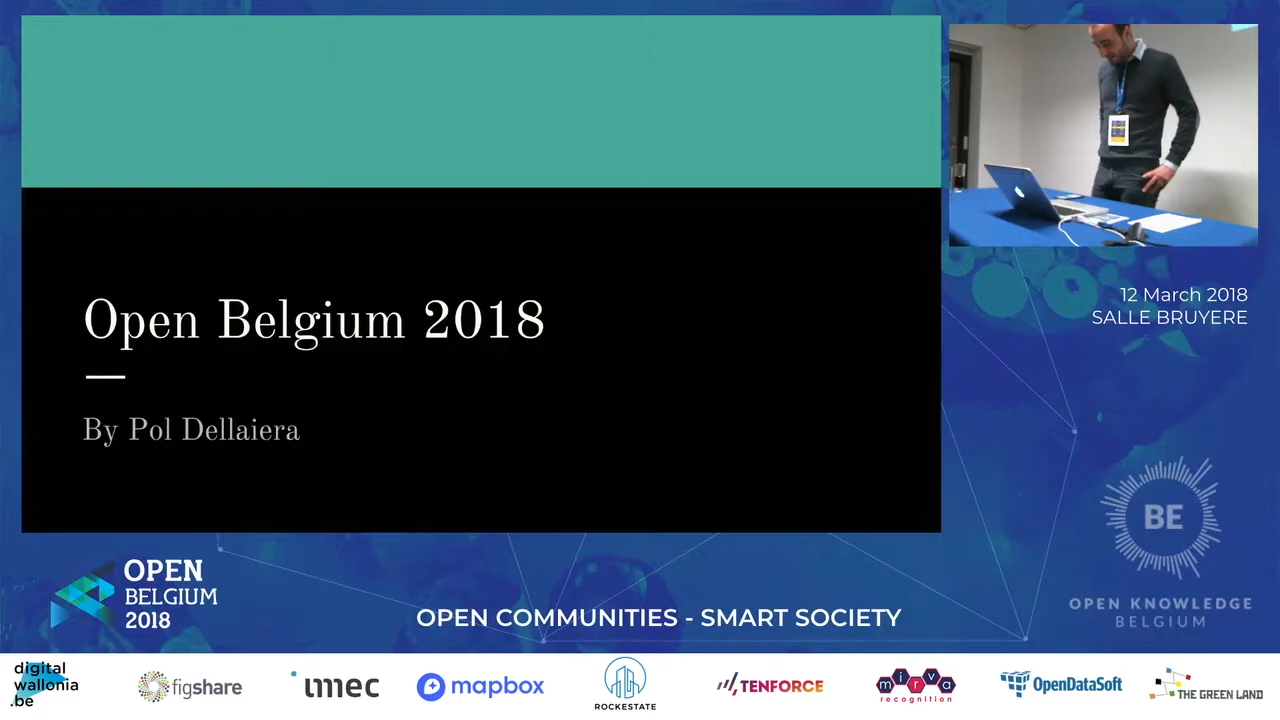 Open Belgium 2018
By Pol Dellaiera
12 March 2018
SALLE BRUYERE
BE
OPEN KNOWLEDGE
BELGIUM
OPEN
BELGIUM
2018
OPEN COMMUNITIES - SMART SOCIETY
digital
wallonia
.be
figshare
imec
mapbox
ROCKESTATE
TENFORCE
mirva
recognition
OpenDataSoft
THE GREEN LAND